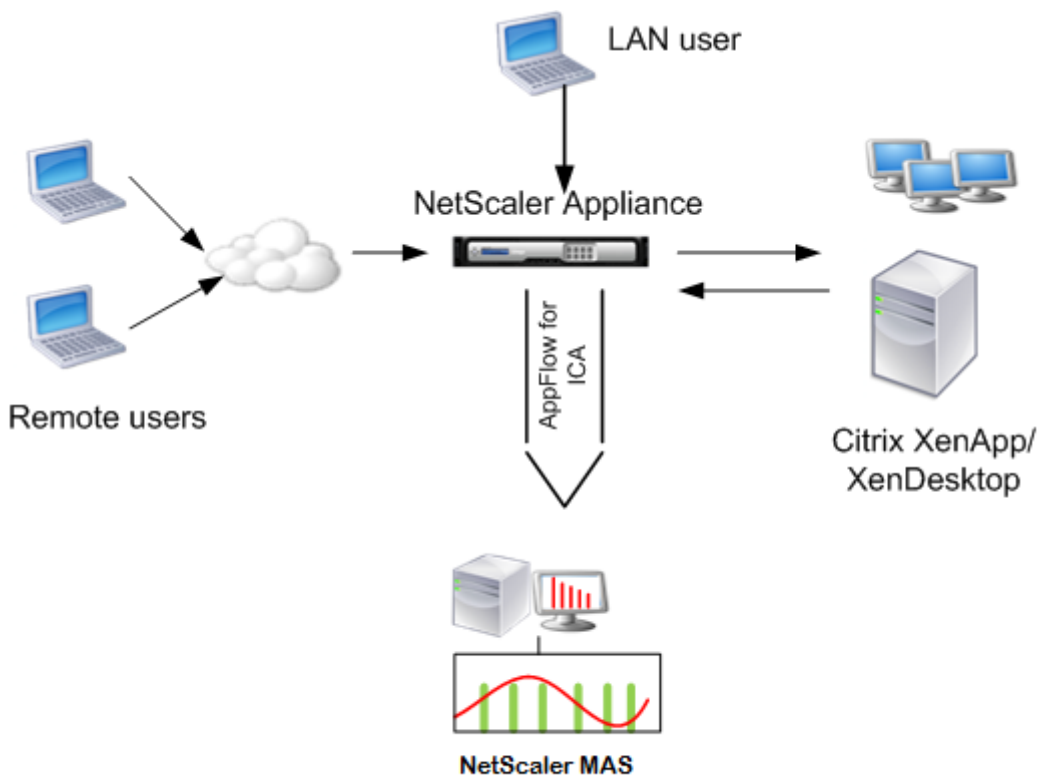 LAN user
NetScaler Appliance
AppFlow for
ICA
Remote users
Citrix XenApp/
XenDesktop
NetScaler MAS